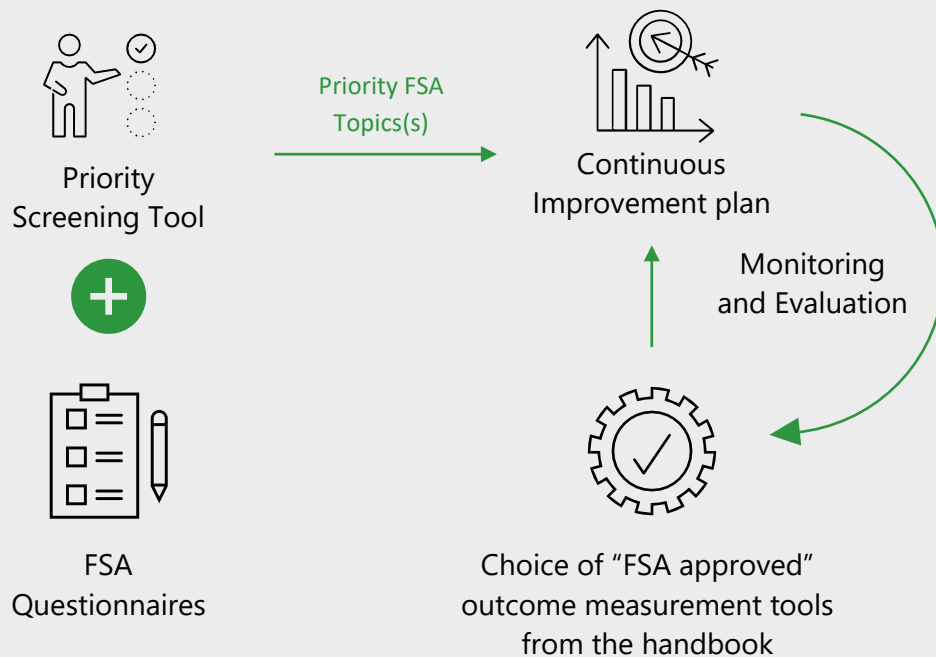 Priority
Screening Tool
Priority FSA
Topics(s)
Continuous
Improvement plan
Monitoring
and Evaluation
FSA
Questionnaires
Choice of “FSA approved”
outcome measurement tools
from the handbook